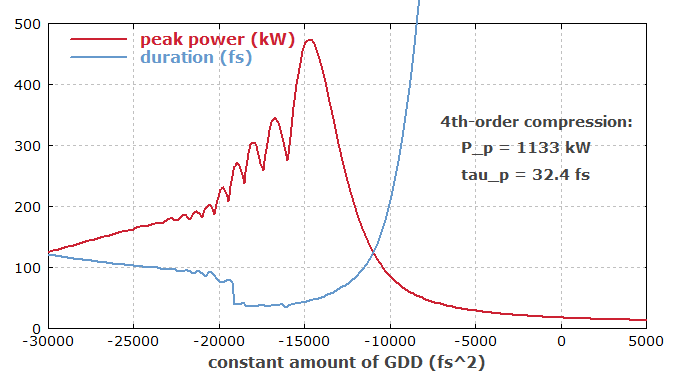 500
400
300
200
100
0
peak power (kW)
duration (fs)
4th-order compression:
P_p = 1133 kW
tau_p = 32.4 fs
-30000 -25000 -20000 -15000 -10000 -5000 0 5000
constant amount of GDD (fs^2)